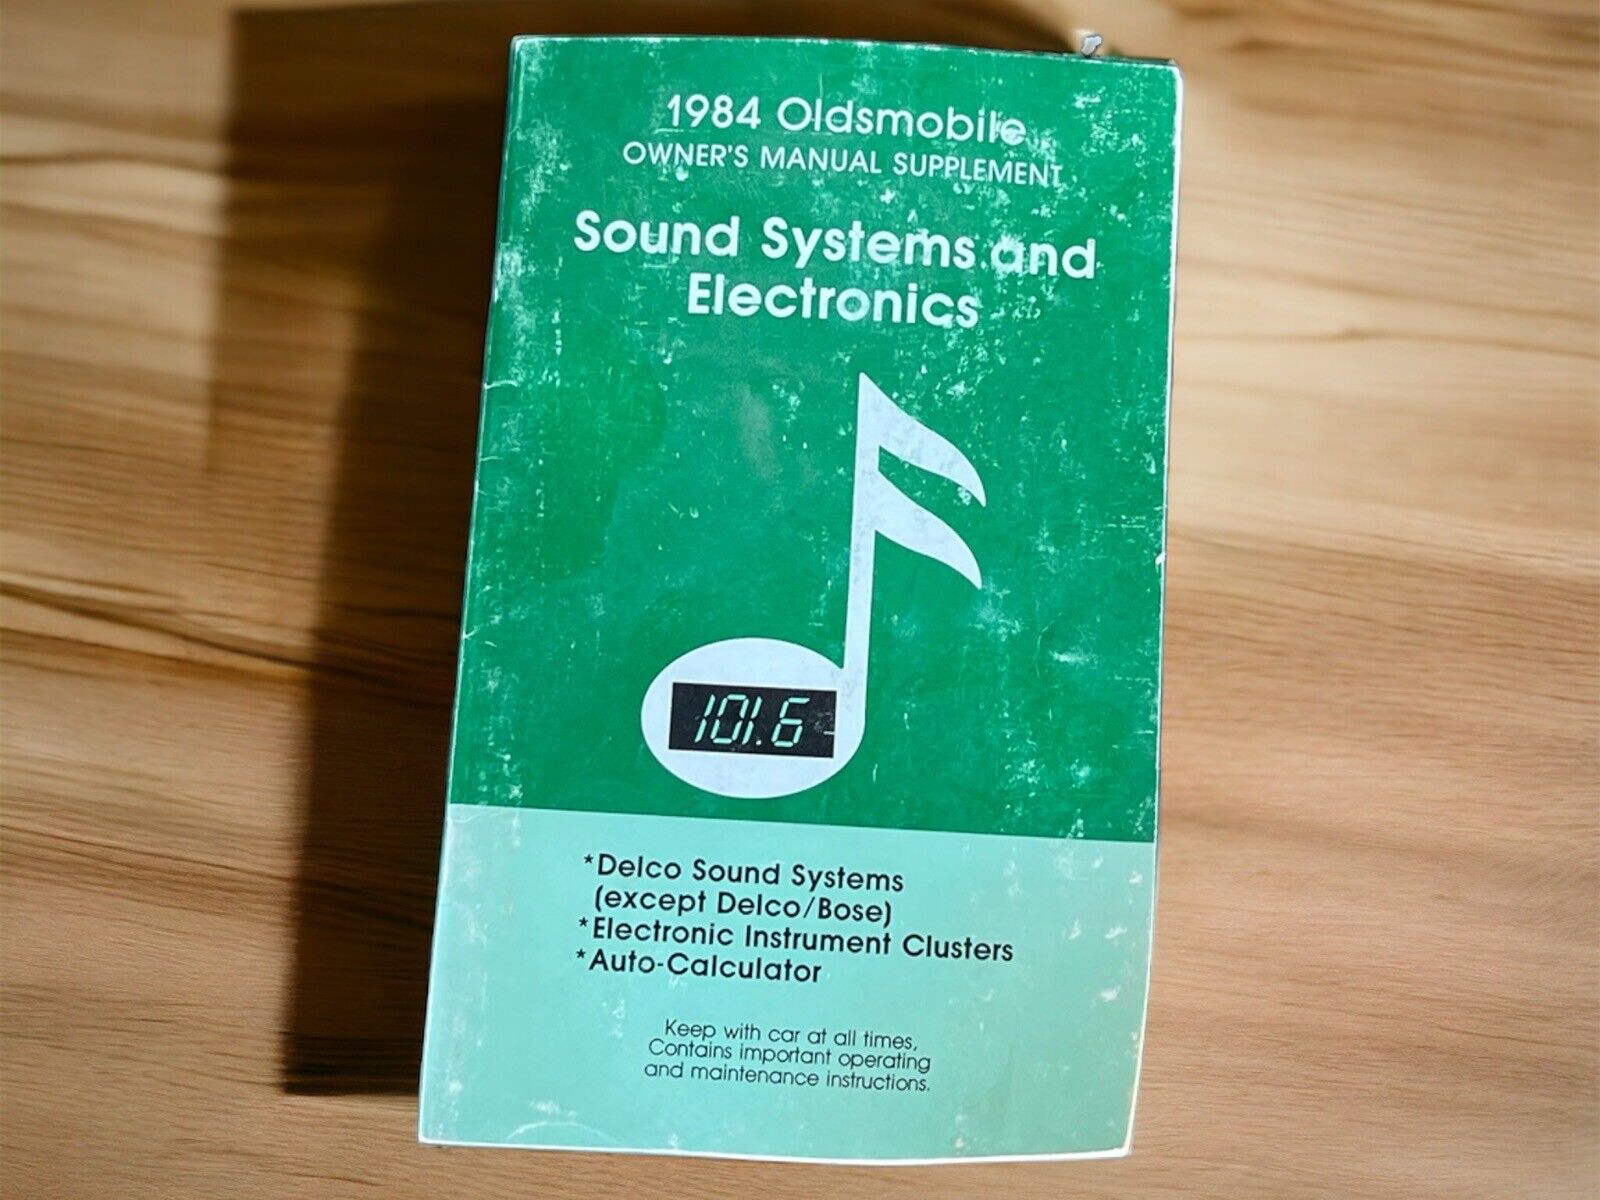 1984 Oldsmobile
OWNER'S MANUAL SUPPLEMENT
Sound Systems and
Electronics
101.6
*Delco Sound Systems
(except Delco/Bose)
*Electronic Instrument Clusters
*Auto-Calculator
Keep with car at all times,
Contains important operating
and maintenance instructions.